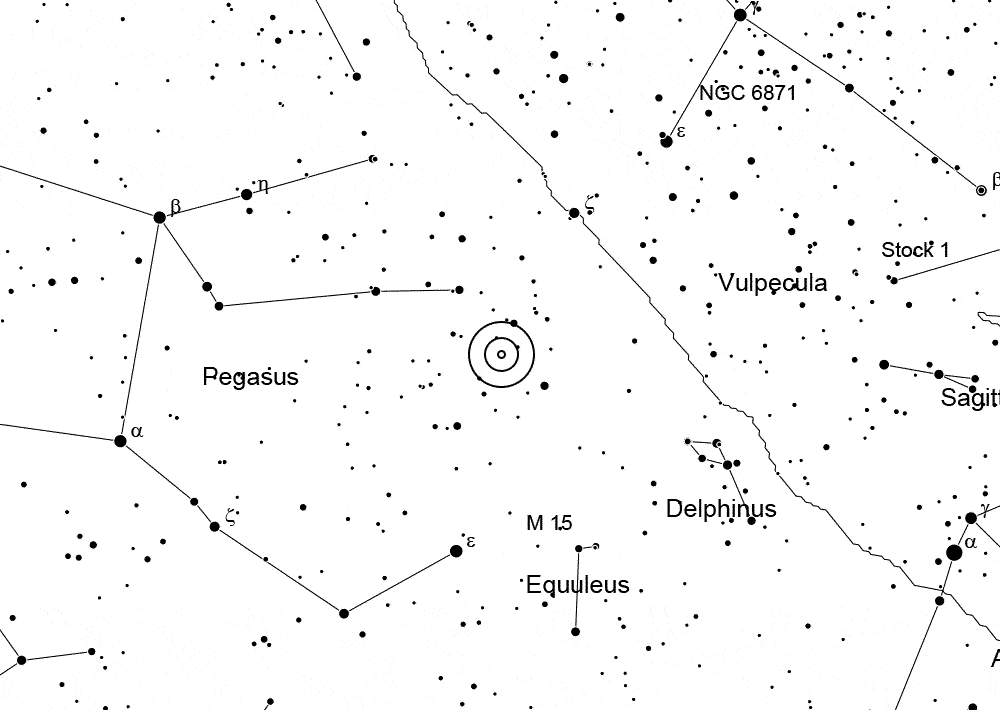 γ
NGC 6871
ε
β
η
β
ζ
Stock 1
Vulpecula
Pegasus
Sagitt
α
Delphinus
γ
ζ
M 15
ε
α
Equuleus
A